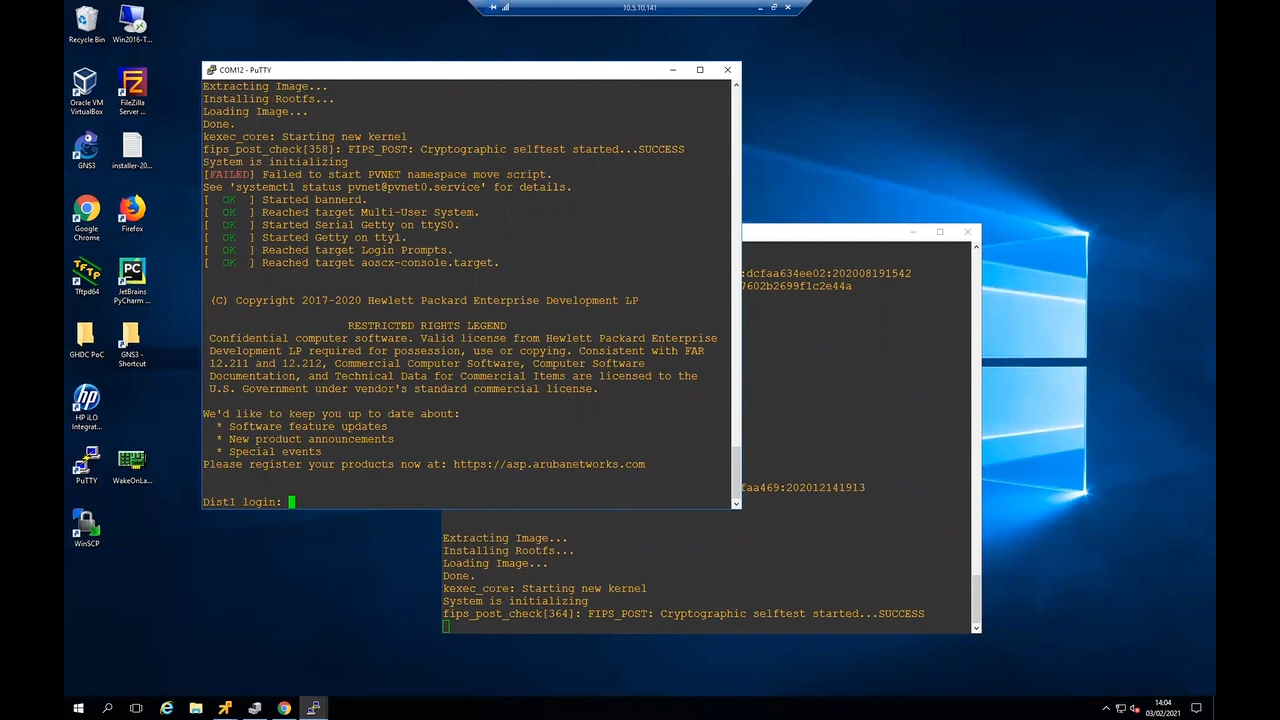 10.5.10.141
Recycle Bin
Win2016-T...
Oracle VM
VirtualBox
FileZilla
Server ...
GNS3
installer-20...
Google
Chrome
Firefox
Tftpd64
JetBrains
PyCharm ...
GHDC PoC
GNS3 -
Shortcut
HP iLO
Integrat...
PuTTY
WakeOnLa...
WinSCP
COM12 - PuTTY
Extracting Image...
Installing Rootfs...
Loading Image...
Done.
kexec_core: Starting new kernel
fips_post_check[358]: FIPS_POST: Cryptographic selftest started...SUCCESS
System is initializing
[FAILED] Failed to start PVNET namespace move script.
See 'systemctl status pvnet@pvnet0.service' for details.
[  OK  ] Started bannerd.
[  OK  ] Reached target Multi-User System.
[  OK  ] Started Serial Getty on ttyS0.
[  OK  ] Started Getty on tty1.
[  OK  ] Reached target Login Prompts.
[  OK  ] Reached target aoscx-console.target.
(C) Copyright 2017-2020 Hewlett Packard Enterprise Development LP
RESTRICTED RIGHTS LEGEND
Confidential computer software. Valid license from Hewlett Packard Enterprise
Development LP required for possession, use or copying. Consistent with FAR
12.211 and 12.212, Commercial Computer Software, Computer Software
Documentation, and Technical Data for Commercial Items are licensed to the
U.S. Government under vendor's standard commercial license.
We'd like to keep you up to date about:
* Software feature updates
* New product announcements
* Special events
Please register your products now at: https://asp.arubanetworks.com
Dist1 login:
:dcfaa634ee02:202008191542
7602b2699f1c2e44a
faa469:202012141913
Extracting Image...
Installing Rootfs...
Loading Image...
Done.
kexec_core: Starting new kernel
System is initializing
fips_post_check[364]: FIPS_POST: Cryptographic selftest started...SUCCESS
14:04
03/02/2021